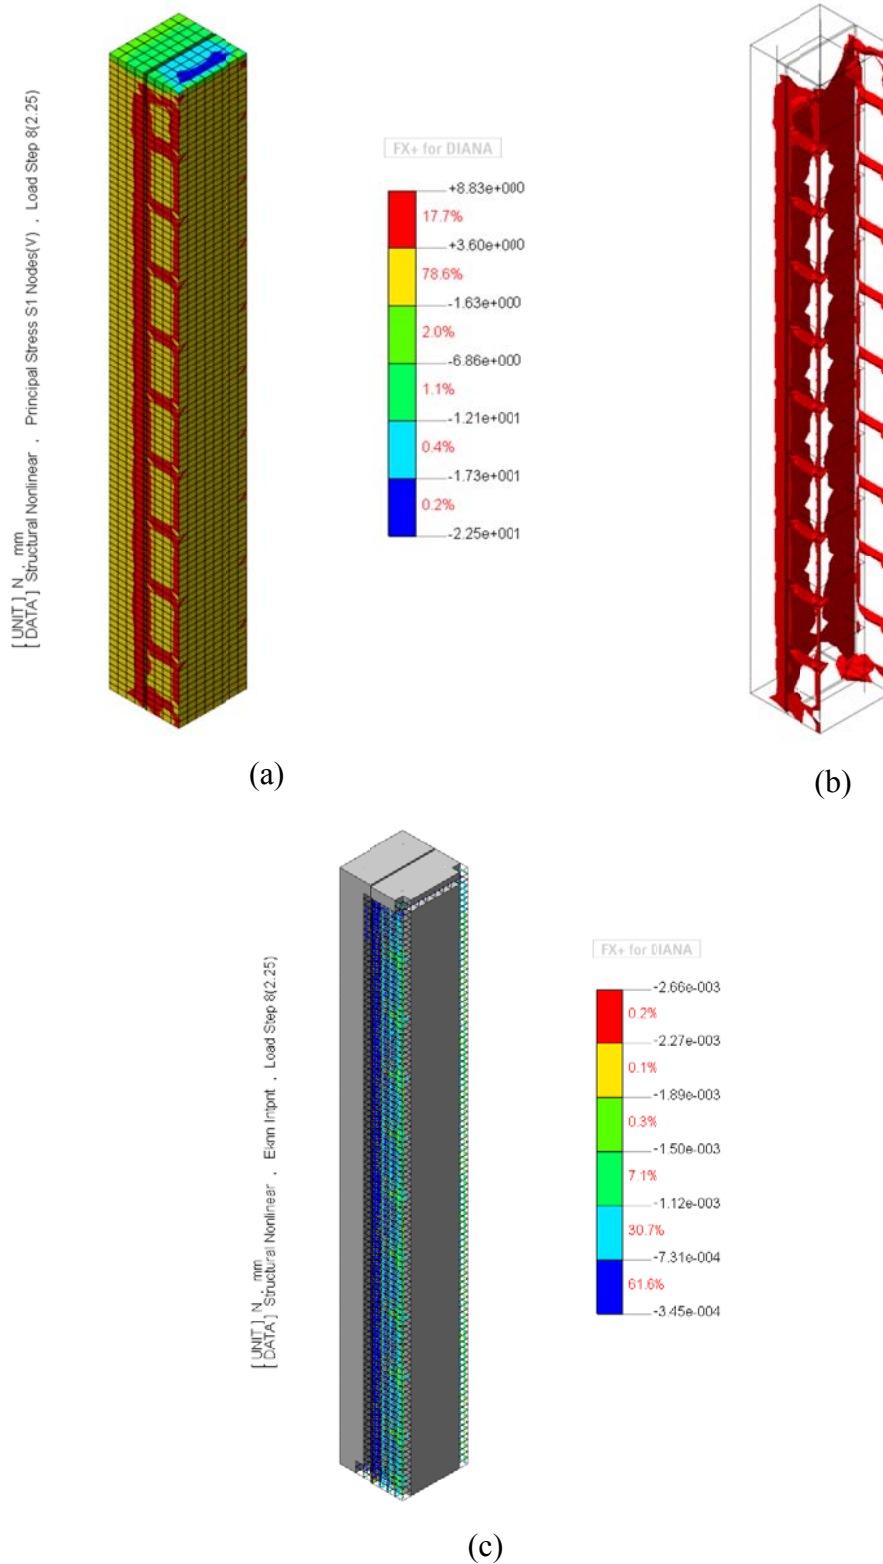 [ UNIT ] N , mm
[ DATA ] Structural Nonlinear , Principal Stress S1 Nodes(V) , Load Step 8(2.25)
FX+ for DIANA
+8.83e+000
17.7%
+3.60e+000
78.6%
-1.63e+000
2.0%
-6.86e+000
1.1%
-1.21e+001
0.4%
-1.73e+001
0.2%
-2.25e+001
(a)
(b)
[ UNIT ] N , mm
[ DATA ] Structural Nonlinear , Eknn Intpnt , Load Step 8(2.25)
FX+ for DIANA
-2.66e-003
0.2%
-2.27e-003
0.1%
-1.89e-003
0.3%
-1.50e-003
7.1%
-1.12e-003
30.7%
-7.31e-004
61.6%
-3.45e-004
(c)